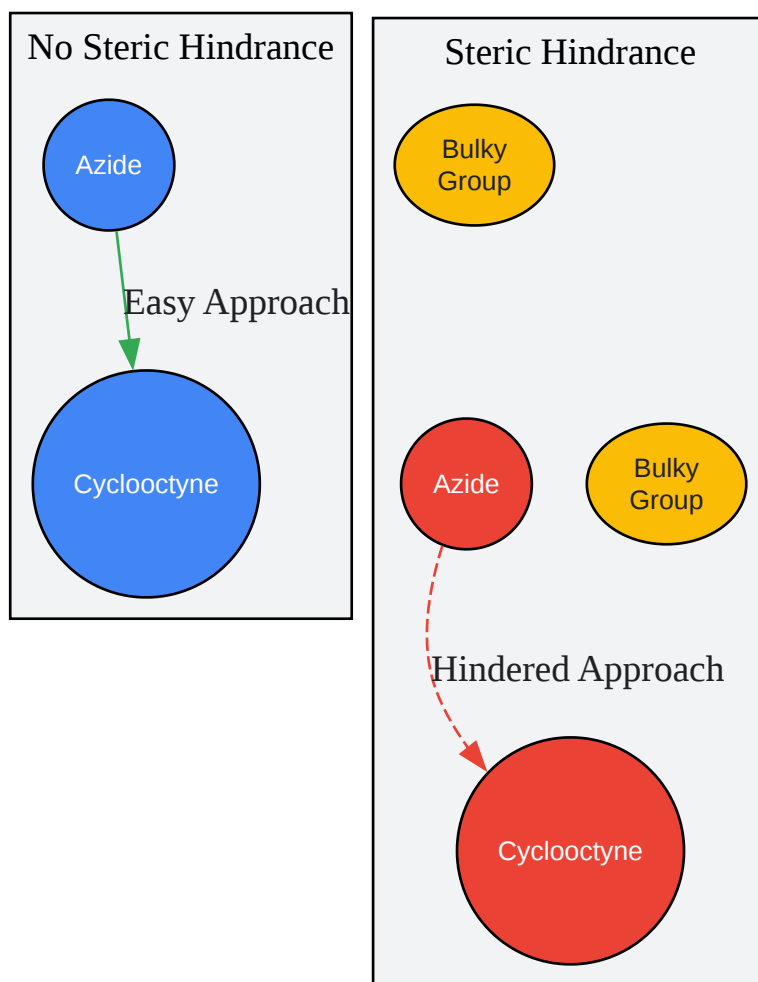 No Steric Hindrance
Azide
Easy Approach
Cyclooctyne
Steric Hindrance
Bulky
Group
Azide
Bulky
Group
Hindered Approach
Cyclooctyne